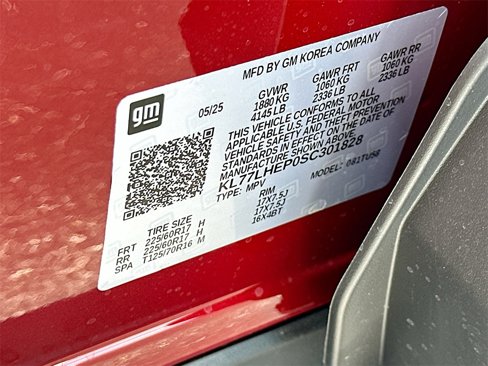 MFD BY GM KOREA COMPANY
gm
05/25
GVWR GAWR FRT GAWR RR
1880 KG 1060 KG 1060 KG
4145 LB 2336 LB 2336 LB
THIS VEHICLE CONFORMS TO ALL
APPLICABLE U.S. FEDERAL MOTOR
VEHICLE SAFETY AND BUMPER
STANDARDS IN EFFECT ON THE DATE
OF MANUFACTURE SHOWN ABOVE.
KL77LHEP0SC301828
TYPE: MPV MODEL: 081TU58
TIRE SIZE RIM
FRT 225/60R17 H 17X7.5J
RR 225/60R17 H 17X7.5J
SPA T125/70R16 M 16X4BT